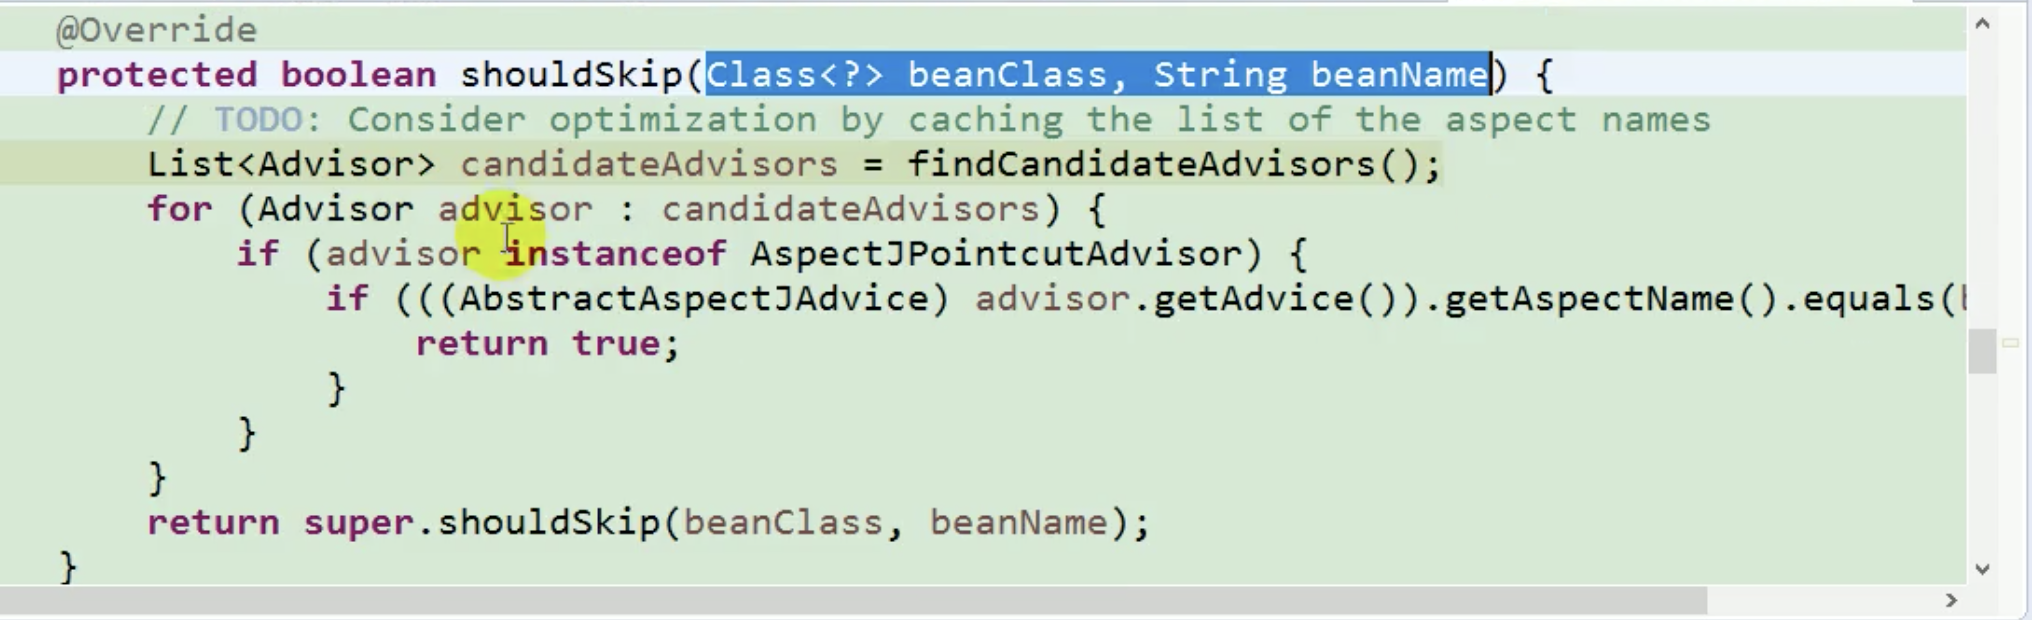 @Override
protected boolean shouldSkip(Class<?> beanClass, String beanName) {
// TODO: Consider optimization by caching the list of the aspect names
List<Advisor> candidateAdvisors = findCandidateAdvisors();
for (Advisor advisor : candidateAdvisors) {
if (advisor instanceof AspectJPointcutAdvisor) {
if (((AbstractAspectJAdvice) advisor.getAdvice()).getAspectName().equals(
return true;
}
}
}
return super.shouldSkip(beanClass, beanName);
}